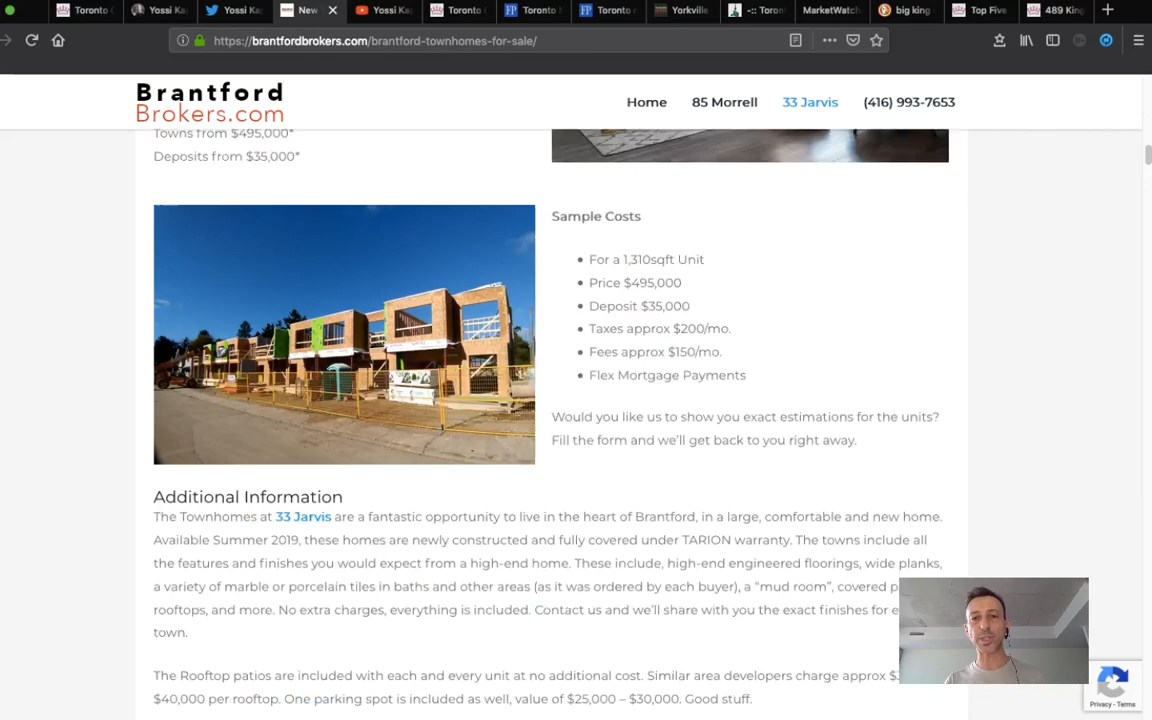 Toronto
Yossi Ka
Yossi Ka
New
Yossi Ka
Toronto
Toronto
Toronto
Yorkville
-:: Toron
MarketWatch
big king
Top Five
489 King
https://brantfordbrokers.com/brantford-townhomes-for-sale/
Brantford
Brokers.com
Home
85 Morrell
33 Jarvis
(416) 993-7653
Towns from $495,000*
Deposits from $35,000*
Sample Costs
For a 1,310sqft Unit
Price $495,000
Deposit $35,000
Taxes approx $200/mo.
Fees approx $150/mo.
Flex Mortgage Payments
Would you like us to show you exact estimations for the units?
Fill the form and we'll get back to you right away.
Additional Information
The Townhomes at 33 Jarvis are a fantastic opportunity to live in the heart of Brantford, in a large, comfortable and new home.
Available Summer 2019, these homes are newly constructed and fully covered under TARION warranty. The towns include all
the features and finishes you would expect from a high-end home. These include, high-end engineered floorings, wide planks,
a variety of marble or porcelain tiles in baths and other areas (as it was ordered by each buyer), a “mud room”, covered
rooftops, and more. No extra charges, everything is included. Contact us and we'll share with you the exact finishes for
town.
The Rooftop patios are included with each and every unit at no additional cost. Similar area developers charge approx
$40,000 per rooftop. One parking spot is included as well, value of $25,000 – $30,000. Good stuff.
Privacy - Terms